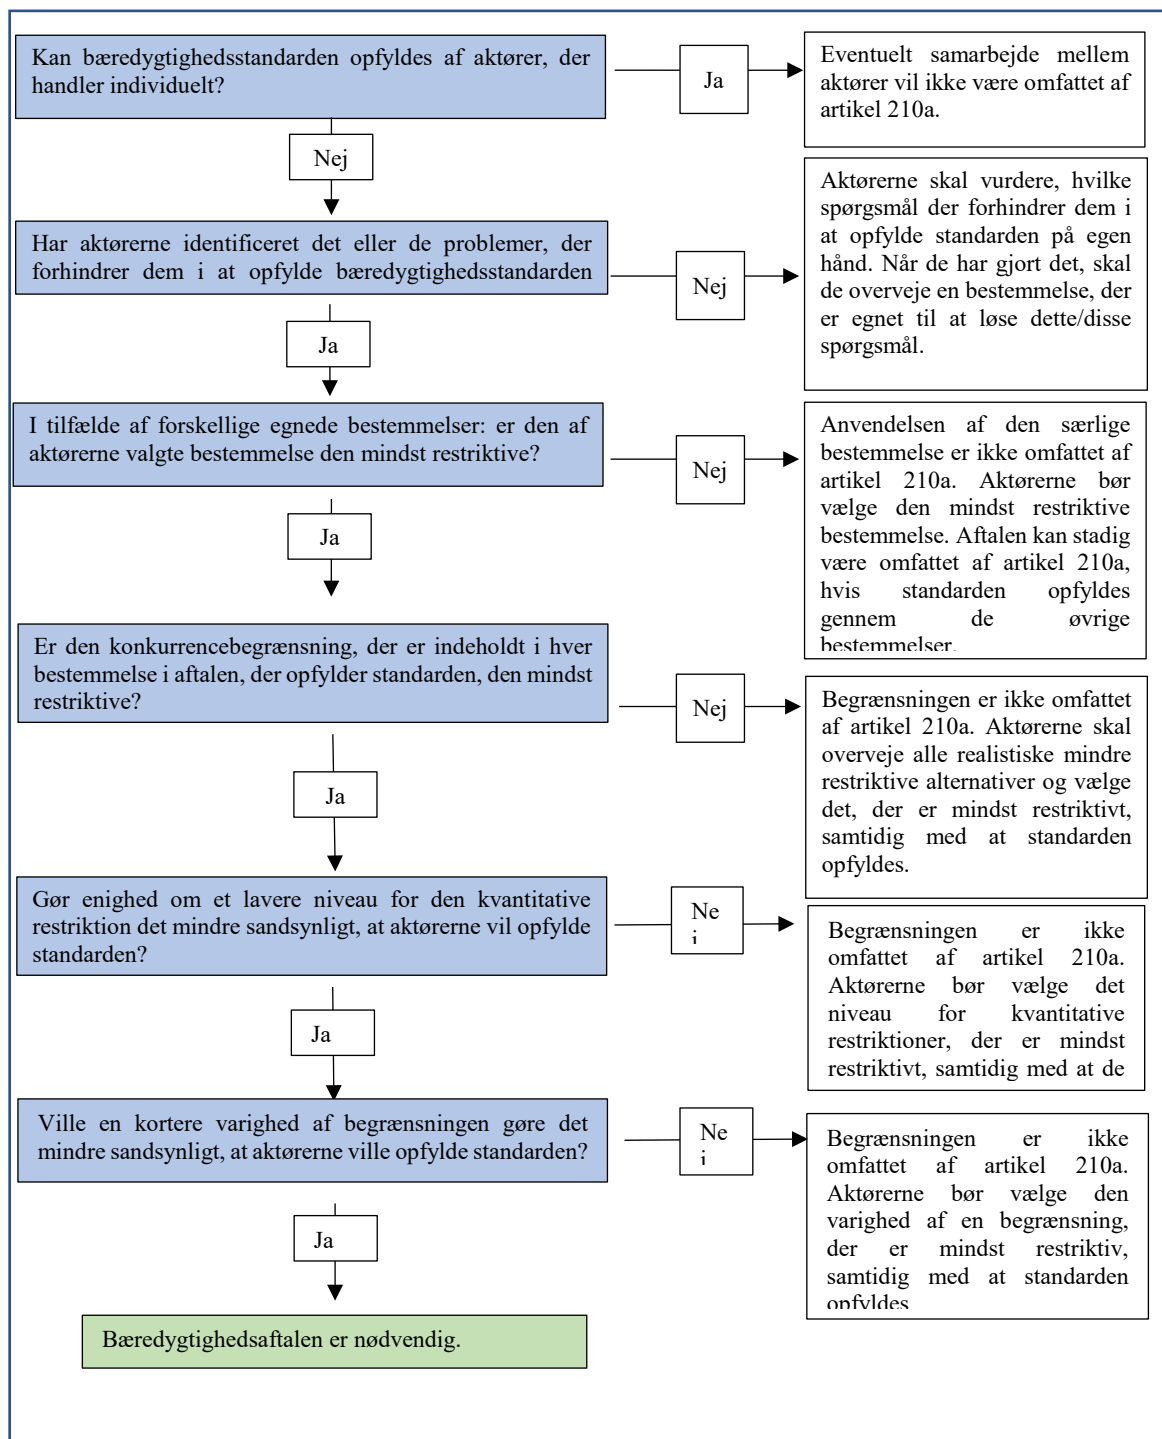 Kan bæredygtighedsstandarden opfyldes af aktører, der
handler individuelt?
Ja
Eventuelt samarbejde mellem
aktører vil ikke være omfattet af
artikel 210a.
Nej
Har aktørerne identificeret det eller de problemer, der
forhindrer dem i at opfylde bæredygtighedsstandarden
Nej
Aktørerne skal vurdere, hvilke
spørgsmål der forhindrer dem i
at opfylde standarden på egen
hånd. Når de har gjort det, skal
de overveje en bestemmelse, der
er egnet til at løse dette/disse
spørgsmål.
Ja
I tilfælde af forskellige egnede bestemmelser: er den af
aktørerne valgte bestemmelse den mindst restriktive?
Nej
Anvendelsen af den særlige
bestemmelse er ikke omfattet af
artikel 210a. Aktørerne bør
vælge den mindst restriktive
bestemmelse. Aftalen kan stadig
være omfattet af artikel 210a,
hvis standarden opfyldes
gennem de øvrige
bestemmelser.
Ja
Er den konkurrencebegrænsning, der er indeholdt i hver
bestemmelse i aftalen, der opfylder standarden, den mindst
restriktive?
Nej
Begrænsningen er ikke omfattet
af artikel 210a. Aktørerne skal
overveje alle realistiske mindre
restriktive alternativer og vælge
det, der er mindst restriktivt,
samtidig med at standarden
opfyldes.
Ja
Gør enighed om et lavere niveau for den kvantitative
restriktion det mindre sandsynligt, at aktørerne vil opfylde
standarden?
Ne
i
Begrænsningen er ikke
omfattet af artikel 210a.
Aktørerne bør vælge det
niveau for kvantitative
restriktioner, der er mindst
restriktivt, samtidig med at de
Ja
Ville en kortere varighed af begrænsningen gøre det
mindre sandsynligt, at aktørerne ville opfylde standarden?
Ne
i
Begrænsningen er ikke
omfattet af artikel 210a.
Aktørerne bør vælge den
varighed af en begrænsning,
der er mindst restriktiv,
samtidig med at standarden
opfyldes
Ja
Bæredygtighedsaftalen er nødvendig.